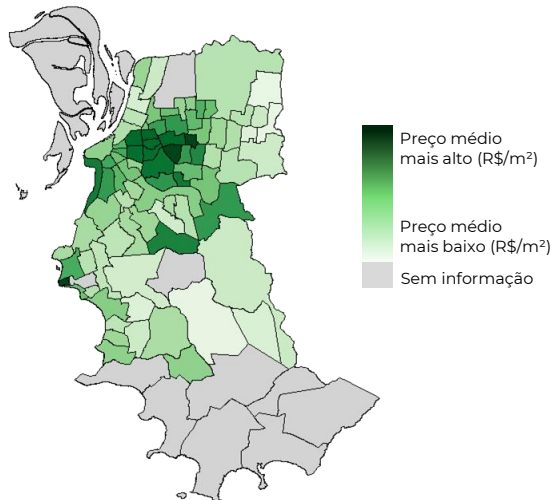 Preço médio
mais alto (R$/m²)
Preço médio
mais baixo (R$/m²)
Sem informação